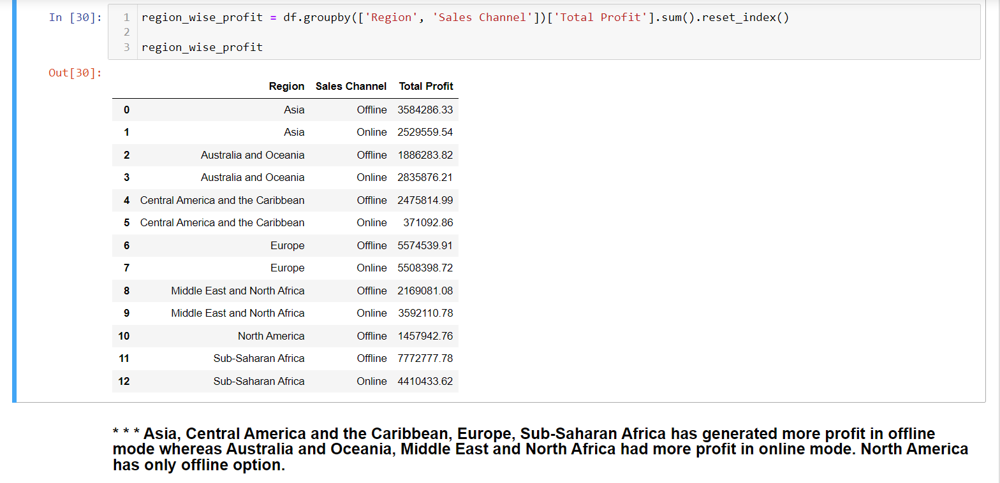 In [30]: 1 region_wise_profit = df.groupby(['Region', 'Sales Channel'])['Total Profit'].sum().reset_index()
2
3 region_wise_profit
Out[30]:
Region Sales Channel Total Profit
0 Asia Offline 3584286.33
1 Asia Online 2529559.54
2 Australia and Oceania Offline 1886283.82
3 Australia and Oceania Online 2835876.21
4 Central America and the Caribbean Offline 2475814.99
5 Central America and the Caribbean Online 371092.86
6 Europe Offline 5574539.91
7 Europe Online 5508398.72
8 Middle East and North Africa Offline 2169081.08
9 Middle East and North Africa Online 3592110.78
10 North America Offline 1457942.76
11 Sub-Saharan Africa Offline 7772777.78
12 Sub-Saharan Africa Online 4410433.62
* * * Asia, Central America and the Caribbean, Europe, Sub-Saharan Africa has generated more profit in offline
mode whereas Australia and Oceania, Middle East and North Africa had more profit in online mode. North America
has only offline option.